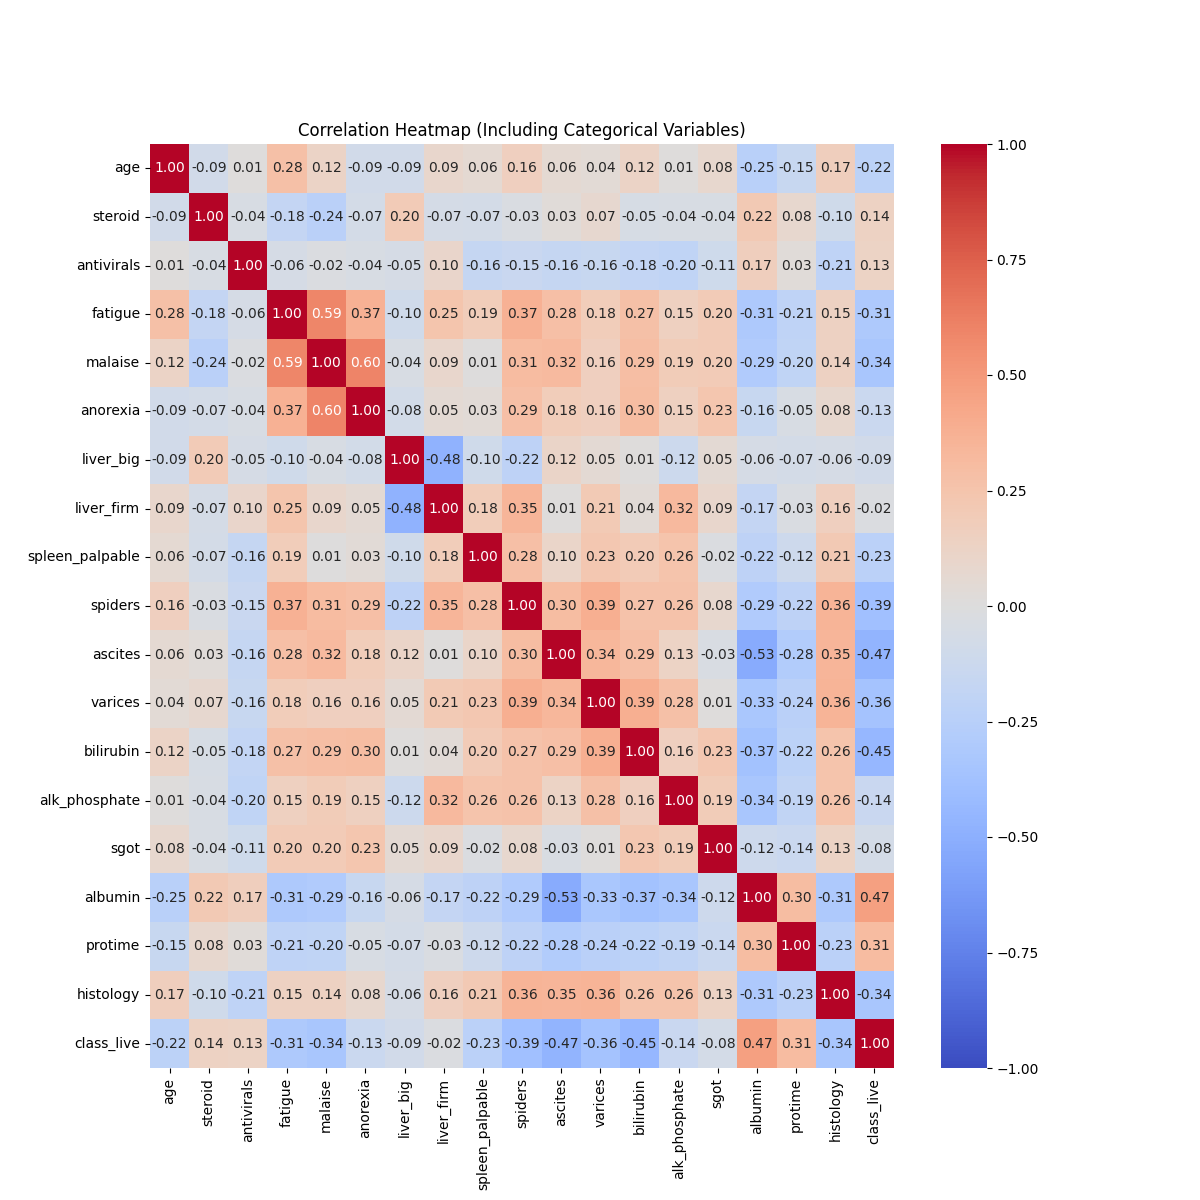 Correlation Heatmap (Including Categorical Variables)
age 1.00 -0.09 0.01 0.28 0.12 -0.09 -0.09 0.09 0.06 0.16 0.06 0.04 0.12 0.01 0.08 -0.25 -0.15 0.17 -0.22
steroid -0.09 1.00 -0.04 -0.18 -0.24 -0.07 0.20 -0.07 -0.07 -0.03 0.03 0.07 -0.05 -0.04 -0.04 0.22 0.08 -0.10 0.14
antivirals 0.01 -0.04 1.00 -0.06 -0.02 -0.04 -0.05 0.10 -0.16 -0.15 -0.16 -0.16 -0.18 -0.20 -0.11 0.17 0.03 -0.21 0.13
fatigue 0.28 -0.18 -0.06 1.00 0.59 0.37 -0.10 0.25 0.19 0.37 0.28 0.18 0.27 0.15 0.20 -0.31 -0.21 0.15 -0.31
malaise 0.12 -0.24 -0.02 0.59 1.00 0.60 -0.04 0.09 0.01 0.31 0.32 0.16 0.29 0.19 0.20 -0.29 -0.20 0.14 -0.34
anorexia -0.09 -0.07 -0.04 0.37 0.60 1.00 -0.08 0.05 0.03 0.29 0.18 0.16 0.30 0.15 0.23 -0.16 -0.05 0.08 -0.13
liver_big -0.09 0.20 -0.05 -0.10 -0.04 -0.08 1.00 -0.48 -0.10 -0.22 0.12 0.05 0.01 -0.12 0.05 -0.06 -0.07 -0.06 -0.09
liver_firm 0.09 -0.07 0.10 0.25 0.09 0.05 -0.48 1.00 0.18 0.35 0.01 0.21 0.04 0.32 0.09 -0.17 -0.03 0.16 -0.02
spleen_palpable 0.06 -0.07 -0.16 0.19 0.01 0.03 -0.10 0.18 1.00 0.28 0.10 0.23 0.20 0.26 -0.02 -0.22 -0.12 0.21 -0.23
spiders 0.16 -0.03 -0.15 0.37 0.31 0.29 -0.22 0.35 0.28 1.00 0.30 0.39 0.27 0.26 0.08 -0.29 -0.22 0.36 -0.39
ascites 0.06 0.03 -0.16 0.28 0.32 0.18 0.12 0.01 0.10 0.30 1.00 0.34 0.29 0.13 -0.03 -0.53 -0.28 0.35 -0.47
varices 0.04 0.07 -0.16 0.18 0.16 0.16 0.05 0.21 0.23 0.39 0.34 1.00 0.39 0.28 0.01 -0.33 -0.24 0.36 -0.36
bilirubin 0.12 -0.05 -0.18 0.27 0.29 0.30 0.01 0.04 0.20 0.27 0.29 0.39 1.00 0.16 0.23 -0.37 -0.22 0.26 -0.45
alk_phosphate 0.01 -0.04 -0.20 0.15 0.19 0.15 -0.12 0.32 0.26 0.26 0.13 0.28 0.16 1.00 0.19 -0.34 -0.19 0.26 -0.14
sgot 0.08 -0.04 -0.11 0.20 0.20 0.23 0.05 0.09 -0.02 0.08 -0.03 0.01 0.23 0.19 1.00 -0.12 -0.14 0.13 -0.08
albumin -0.25 0.22 0.17 -0.31 -0.29 -0.16 -0.06 -0.17 -0.22 -0.29 -0.53 -0.33 -0.37 -0.34 -0.12 1.00 0.30 -0.31 0.47
protime -0.15 0.08 0.03 -0.21 -0.20 -0.05 -0.07 -0.03 -0.12 -0.22 -0.28 -0.24 -0.22 -0.19 -0.14 0.30 1.00 -0.23 0.31
histology 0.17 -0.10 -0.21 0.15 0.14 0.08 -0.06 0.16 0.21 0.36 0.35 0.36 0.26 0.26 0.13 -0.31 -0.23 1.00 -0.34
class_live -0.22 0.14 0.13 -0.31 -0.34 -0.13 -0.09 -0.02 -0.23 -0.39 -0.47 -0.36 -0.45 -0.14 -0.08 0.47 0.31 -0.34 1.00
age steroid antivirals fatigue malaise anorexia liver_big liver_firm spleen_palpable spiders ascites varices bilirubin alk_phosphate sgot albumin protime histology class_live
1.00
0.75
0.50
0.25
0.00
−0.25
−0.50
−0.75
−1.00